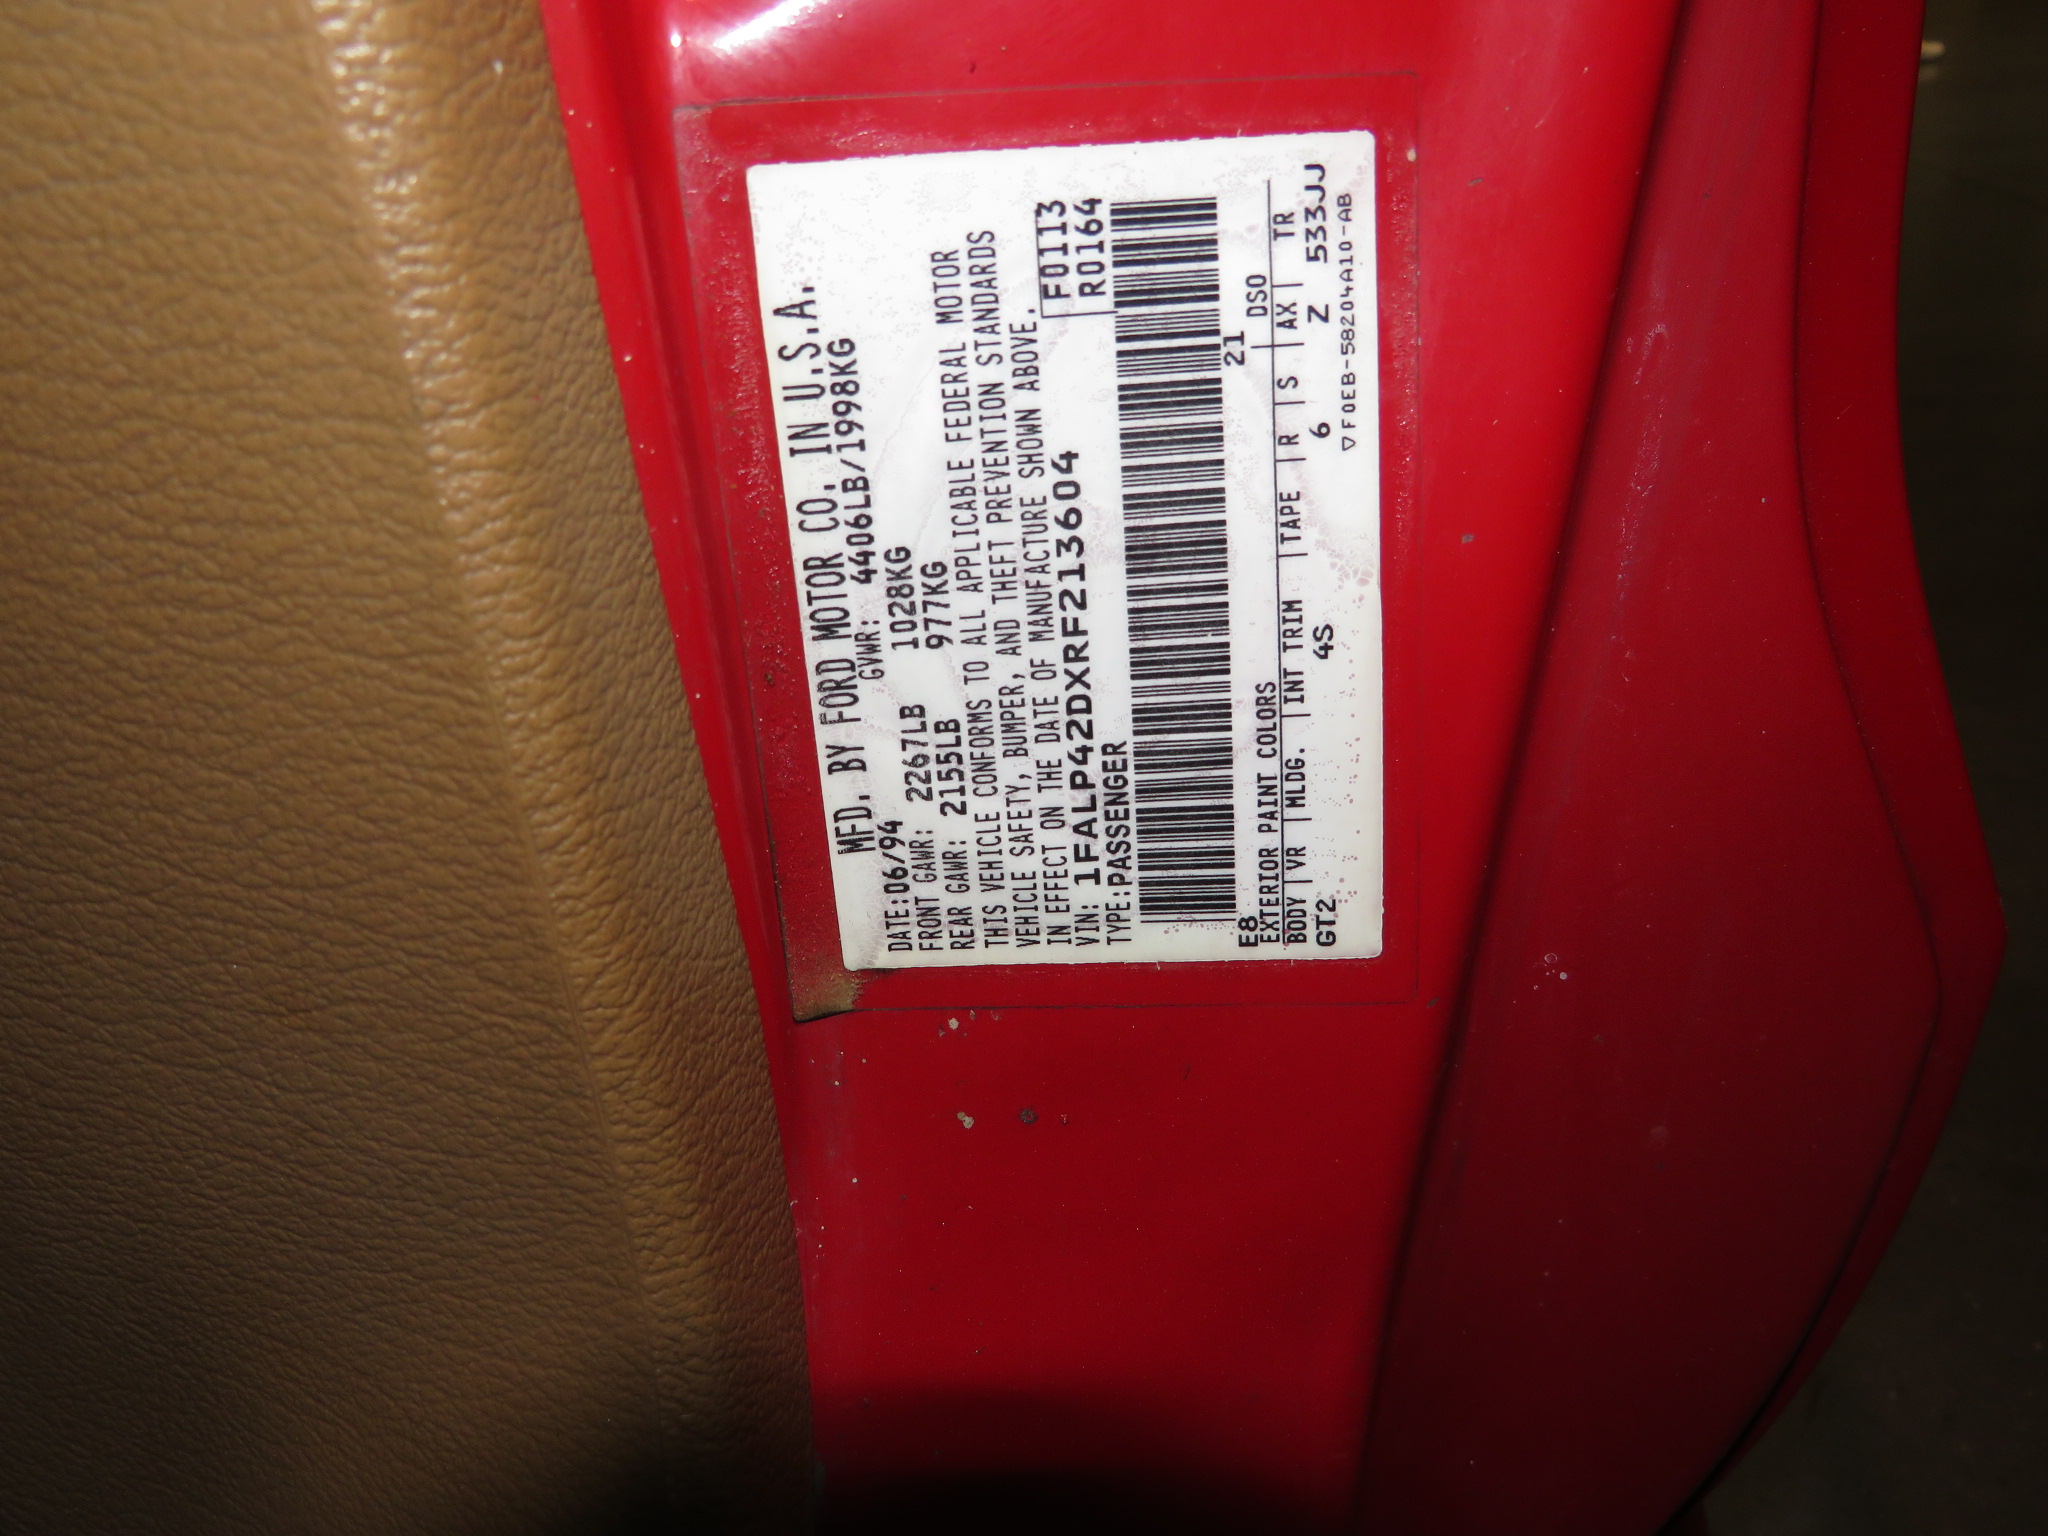 MFD. BY FORD MOTOR CO. IN U.S.A.
DATE:06/94 GVWR: 4406LB/1998KG
FRONT GAWR: 2267LB 1028KG
REAR GAWR: 2155LB 977KG
THIS VEHICLE CONFORMS TO ALL APPLICABLE FEDERAL MOTOR
VEHICLE SAFETY, BUMPER, AND THEFT PREVENTION STANDARDS
IN EFFECT ON THE DATE OF MANUFACTURE SHOWN ABOVE.
VIN: 1FALP42DXRF213604 F0113
TYPE:PASSENGER R0164
21
E8
EXTERIOR PAINT COLORS DSO
BODY VR MLDG. INT TRIM TAPE R S AX TR
GT2 4S 6 Z 533JJ
▽ F0EB-58204A10-AB